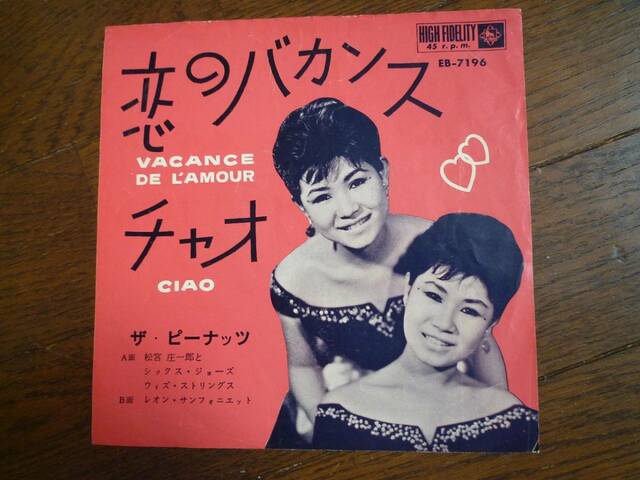 HIGH FIDELITY
45 r.p.m.
EB-7196
恋のバカンス
VACANCE
DE L'AMOUR
チャオ
CIAO
ザ・ピーナッツ
A面 松宮 庄一郎と
シックス・ジョーズ
ウィズ・ストリングス
B面 レオン・サンフォニエット